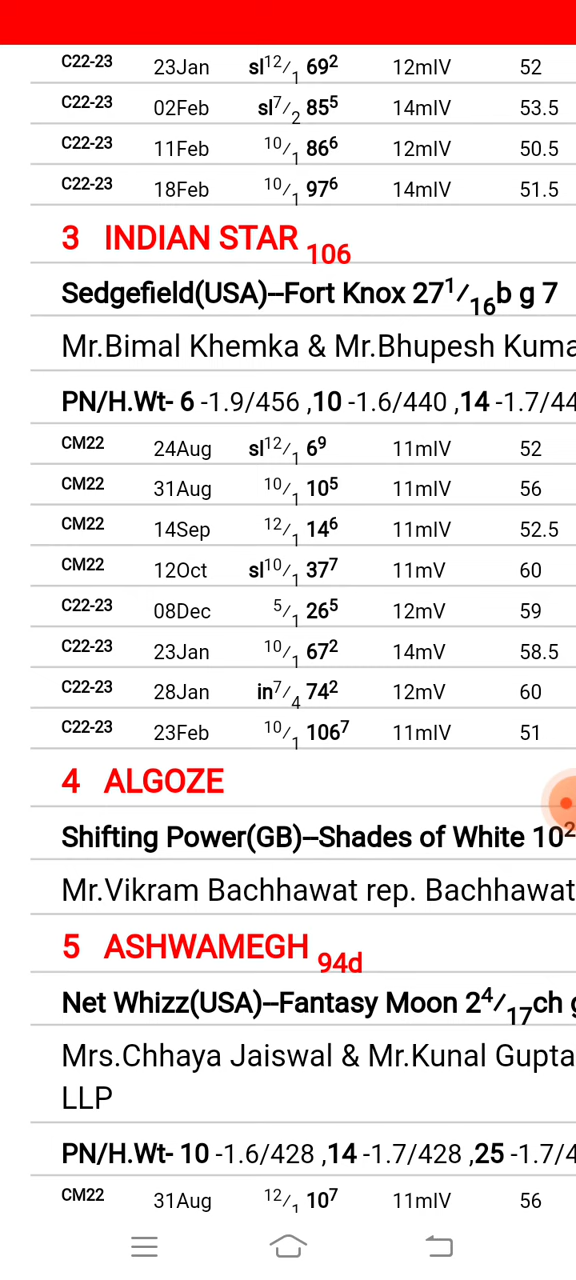 C22-23 23Jan sl12/1 69² 12mIV 52
C22-23 02Feb sl7/2 85⁵ 14mIV 53.5
C22-23 11Feb 10/1 86⁶ 12mIV 50.5
C22-23 18Feb 10/1 97⁶ 14mIV 51.5
3 INDIAN STAR 106
Sedgefield(USA)--Fort Knox 27¹/16b g 7
Mr.Bimal Khemka & Mr.Bhupesh Kuma
PN/H.Wt- 6 -1.9/456 ,10 -1.6/440 ,14 -1.7/44
CM22 24Aug sl12/1 6⁹ 11mIV 52
CM22 31Aug 10/1 10⁵ 11mIV 56
CM22 14Sep 12/1 14⁶ 11mIV 52.5
CM22 12Oct sl10/1 37⁷ 11mV 60
C22-23 08Dec 5/1 26⁵ 12mV 59
C22-23 23Jan 10/1 67² 14mV 58.5
C22-23 28Jan in7/4 74² 12mV 60
C22-23 23Feb 10/1 106⁷ 11mIV 51
4 ALGOZE
Shifting Power(GB)--Shades of White 10²
Mr.Vikram Bachhawat rep. Bachhawat
5 ASHWAMEGH 94d
Net Whizz(USA)--Fantasy Moon 2⁴/17ch g
Mrs.Chhaya Jaiswal & Mr.Kunal Gupta
LLP
PN/H.Wt- 10 -1.6/428 ,14 -1.7/428 ,25 -1.7/4
CM22 31Aug 12/1 10⁷ 11mIV 56